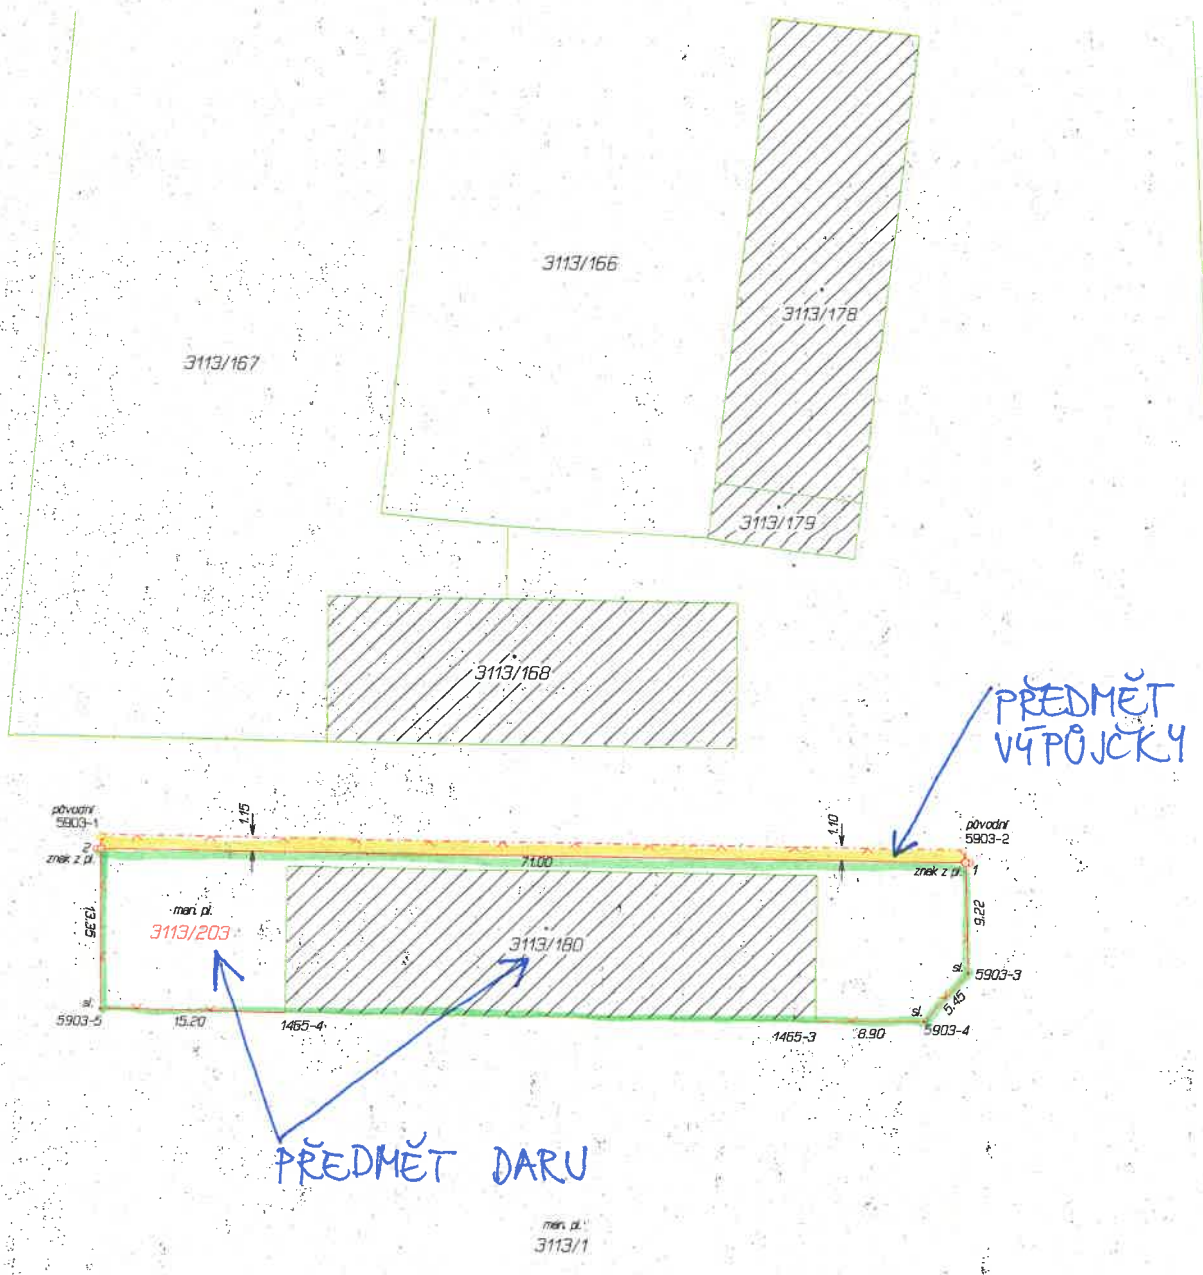 3113/166
3113/178
3113/167
3113/179
3113/168
PŘEDMĚT
VÝPŮJČKY
původní
5903-1
1.15
1.10
původní
5903-2
2
znak z pl.
71.00
znak z pl.
1
13.35
man. pl.
3113/203
3113/180
9.22
sl.
5903-3
5.45
sl.
5903-5
15.20
1465-4
1465-3
8.90
sl.
5903-4
PŘEDMĚT DARU
man. pl.
3113/1